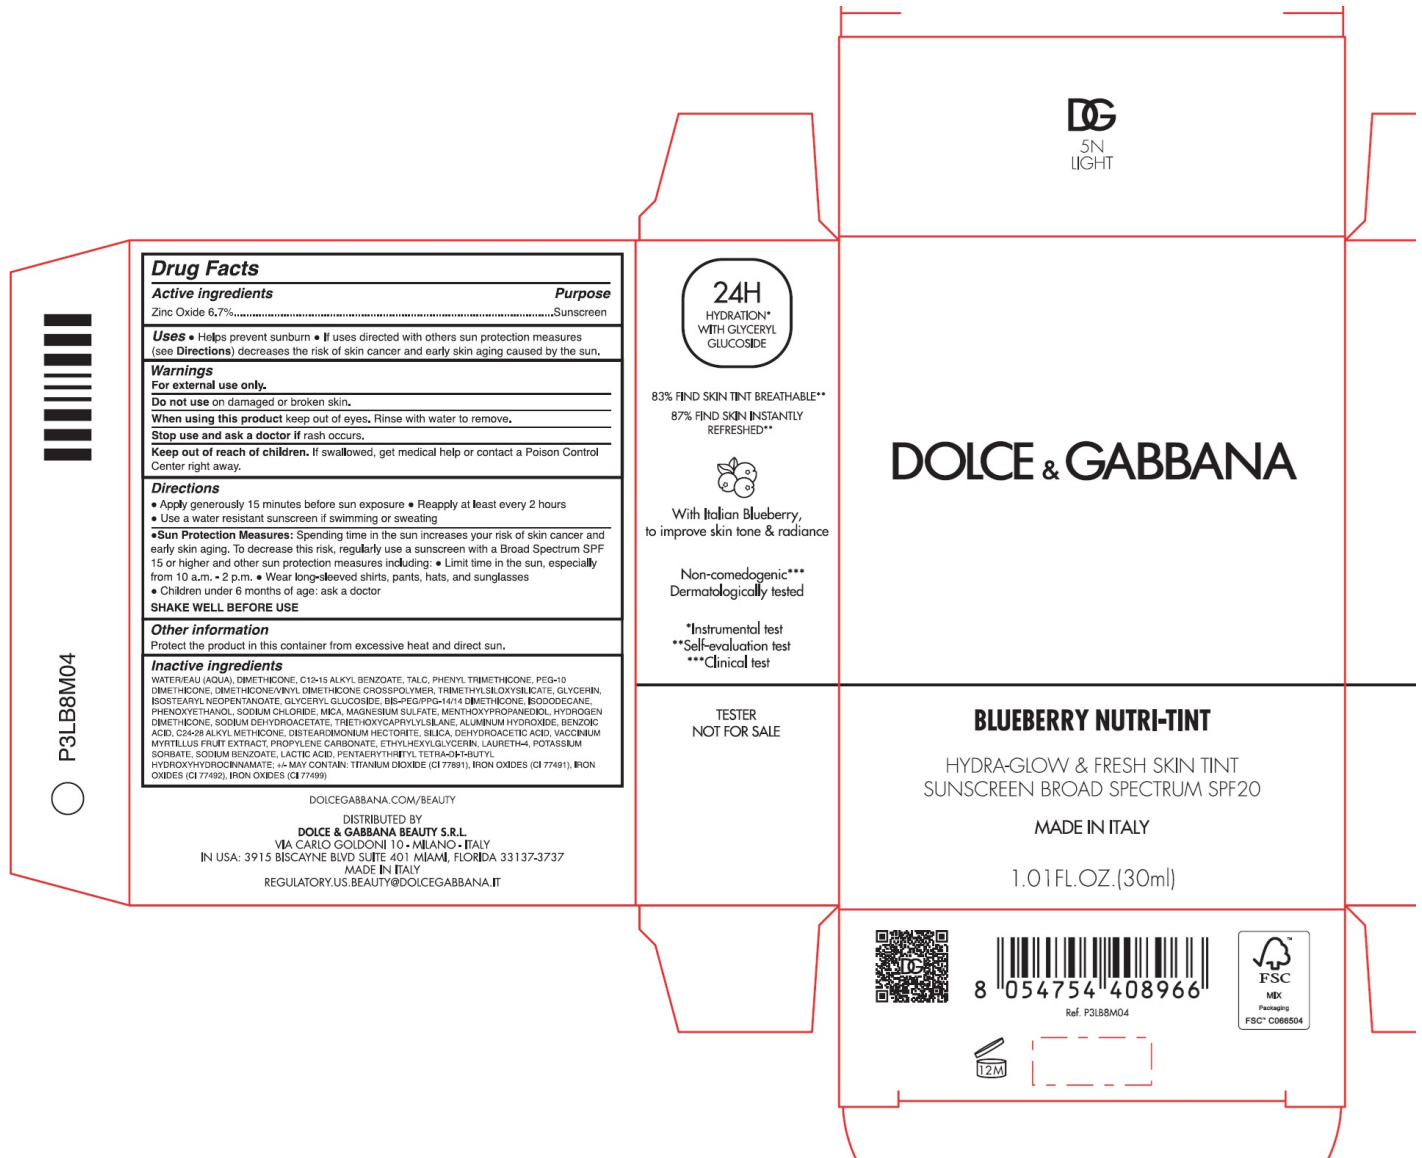 P3LB8M04
Drug Facts
Active ingredients Purpose
Zinc Oxide 6.7%......................................................................................Sunscreen
Uses ● Helps prevent sunburn ● If uses directed with others sun protection measures
(see Directions) decreases the risk of skin cancer and early skin aging caused by the sun.
Warnings
For external use only.
Do not use on damaged or broken skin.
When using this product keep out of eyes. Rinse with water to remove.
Stop use and ask a doctor if rash occurs.
Keep out of reach of children. If swallowed, get medical help or contact a Poison Control
Center right away.
Directions
● Apply generously 15 minutes before sun exposure ● Reapply at least every 2 hours
● Use a water resistant sunscreen if swimming or sweating
●Sun Protection Measures: Spending time in the sun increases your risk of skin cancer and
early skin aging. To decrease this risk, regularly use a sunscreen with a Broad Spectrum SPF
15 or higher and other sun protection measures including: ● Limit time in the sun, especially
from 10 a.m. - 2 p.m. ● Wear long-sleeved shirts, pants, hats, and sunglasses
● Children under 6 months of age: ask a doctor
SHAKE WELL BEFORE USE
Other information
Protect the product in this container from excessive heat and direct sun.
Inactive ingredients
WATER/EAU (AQUA), DIMETHICONE, C12-15 ALKYL BENZOATE, TALC, PHENYL TRIMETHICONE, PEG-10
DIMETHICONE, DIMETHICONE/VINYL DIMETHICONE CROSSPOLYMER, TRIMETHYLSILOXYSILICATE, GLYCERIN,
ISOSTEARYL NEOPENTANOATE, GLYCERYL GLUCOSIDE, BIS-PEG/PPG-14/14 DIMETHICONE, ISODODECANE,
PHENOXYETHANOL, SODIUM CHLORIDE, MICA, MAGNESIUM SULFATE, MENTHOXYPROPANEDIOL, HYDROGEN
DIMETHICONE, SODIUM DEHYDROACETATE, TRIETHOXYCAPRYLYLSILANE, ALUMINUM HYDROXIDE, BENZOIC
ACID, C24-28 ALKYL METHICONE, DISTEARDIMONIUM HECTORITE, SILICA, DEHYDROACETIC ACID, VACCINIUM
MYRTILLUS FRUIT EXTRACT, PROPYLENE CARBONATE, ETHYLHEXYLGLYCERIN, LAURETH-4, POTASSIUM
SORBATE, SODIUM BENZOATE, LACTIC ACID, PENTAERYTHRITYL TETRA-DI-T-BUTYL
HYDROXYHYDROCINNAMATE; +/- MAY CONTAIN: TITANIUM DIOXIDE (CI 77891), IRON OXIDES (CI 77491), IRON
OXIDES (CI 77492), IRON OXIDES (CI 77499)
DOLCEGABBANA.COM/BEAUTY
DISTRIBUTED BY
DOLCE & GABBANA BEAUTY S.R.L.
VIA CARLO GOLDONI 10 - MILANO - ITALY
IN USA: 3915 BISCAYNE BLVD SUITE 401 MIAMI, FLORIDA 33137-3737
MADE IN ITALY
REGULATORY.US.BEAUTY@DOLCEGABBANA.IT
24H
HYDRATION*
WITH GLYCERYL
GLUCOSIDE
83% FIND SKIN TINT BREATHABLE**
87% FIND SKIN INSTANTLY
REFRESHED**
With Italian Blueberry,
to improve skin tone & radiance
Non-comedogenic***
Dermatologically tested
*Instrumental test
**Self-evaluation test
***Clinical test
TESTER
NOT FOR SALE
DG
5N
LIGHT
DOLCE & GABBANA
BLUEBERRY NUTRI-TINT
HYDRA-GLOW & FRESH SKIN TINT
SUNSCREEN BROAD SPECTRUM SPF20
MADE IN ITALY
1.01FL.OZ.(30ml)
DG
8 054754 408966
Ref. P3LB8M04
12M
FSC™
MIX
Packaging
FSC™ C066504